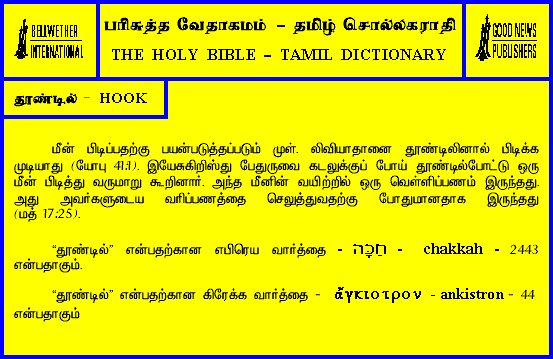 BELLWETHER
INTERNATIONAL
பரிசுத்த வேதாகமம் – தமிழ் சொல்லகராதி
THE HOLY BIBLE – TAMIL DICTIONARY
GOOD NEWS
PUBLISHERS
தூண்டில் – HOOK
மீன் பிடிப்பதற்கு பயன்படுத்தப்படும் முள். லிவியாதானை தூண்டிலினால் பிடிக்க
முடியாது (யோபு 41:1). இயேசுகிறிஸ்து பேதுருவை கடலுக்குப் போய் தூண்டில்போட்டு ஒரு
மீன் பிடித்து வருமாறு கூறினார். அந்த மீனின் வயிற்றில் ஒரு வெள்ளிப்பணம் இருந்தது.
அது அவர்களுடைய வரிப்பணத்தை செலுத்துவதற்கு போதுமானதாக இருந்தது
(மத் 17:25).
“தூண்டில்” என்பதற்கான எபிரெய வார்த்தை - חַכָּה - chakkah - 2443
என்பதாகும்.
“தூண்டில்” என்பதற்கான கிரேக்க வார்த்தை - ἄγκιοτρον - ankistron - 44
என்பதாகும்